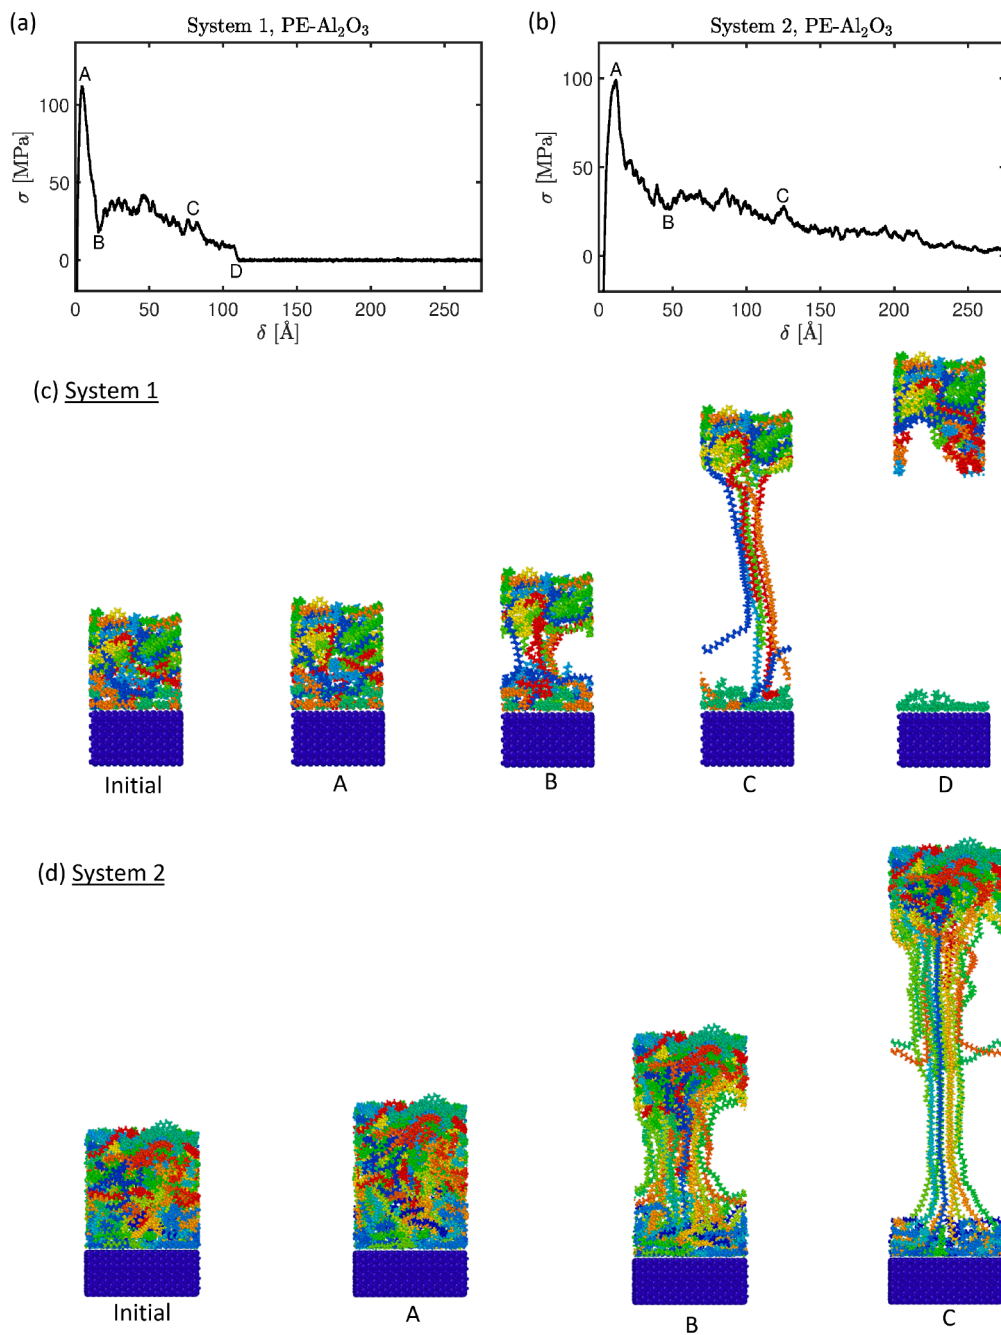 (a)
System 1, PE-Al₂O₃
A
B
C
D
100
50
0
σ [MPa]
0 50 100 150 200 250
δ [Å]
(b)
System 2, PE-Al₂O₃
A
B
C
100
50
0
σ [MPa]
0 50 100 150 200 250
δ [Å]
(c) System 1
Initial
A
B
C
D
(d) System 2
Initial
A
B
C